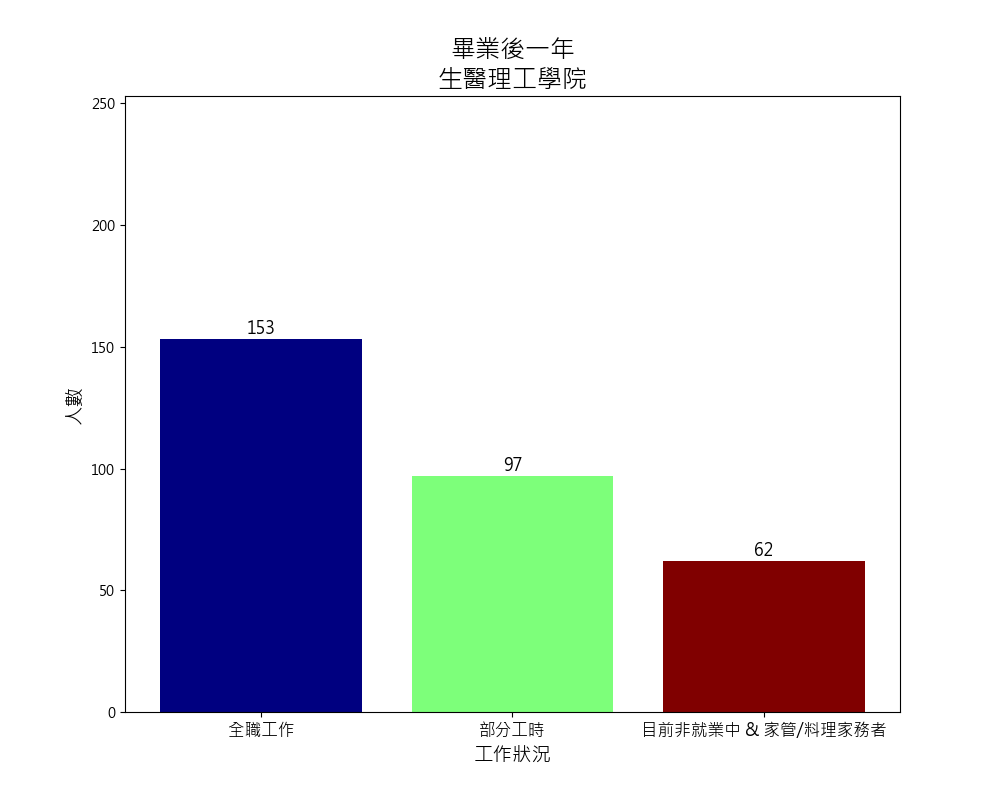 畢業後一年
生醫理工學院
250
200
150
100
50
0
人數
153
97
62
全職工作
部分工時
目前非就業中 & 家管/料理家務者
工作狀況